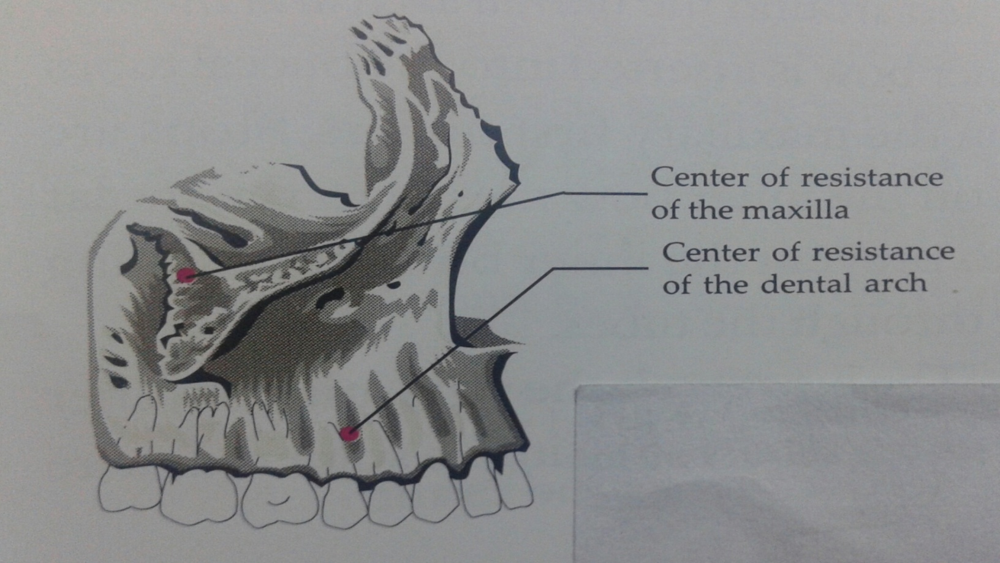 Center of resistance
of the maxilla
Center of resistance
of the dental arch